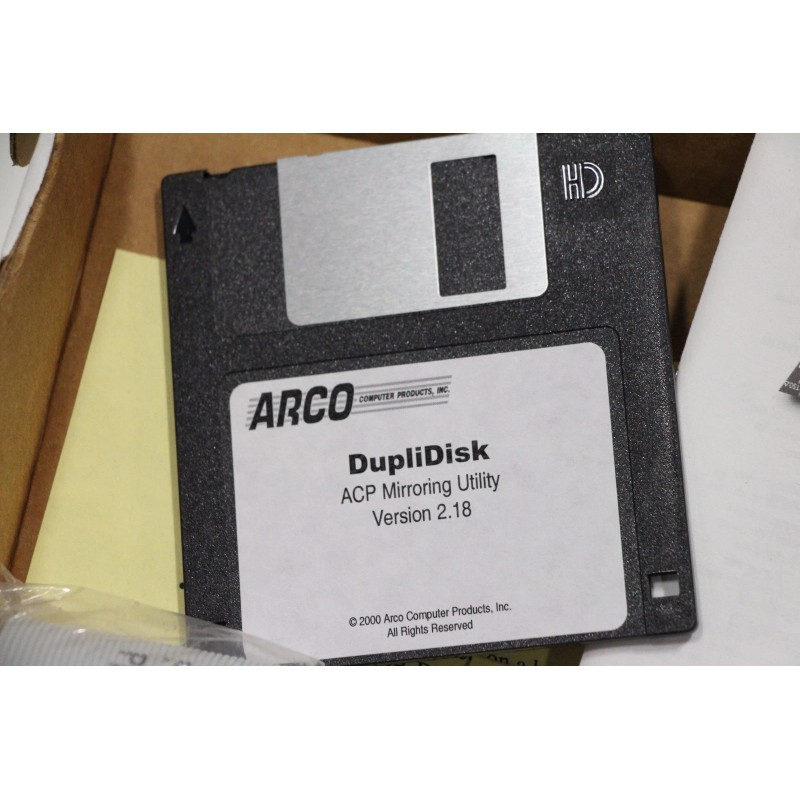 HD
ARCO COMPUTER PRODUCTS, INC.
DupliDisk
ACP Mirroring Utility
Version 2.18
© 2000 Arco Computer Products, Inc.
All Rights Reserved